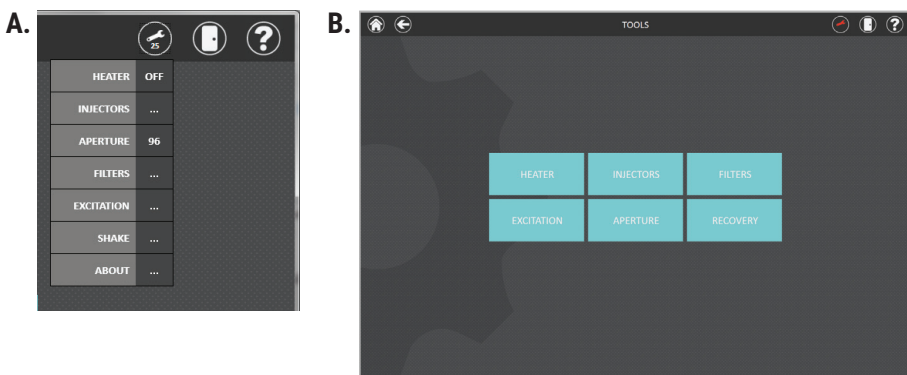 A.
25
?
HEATER OFF
INJECTORS ...
APERTURE 96
FILTERS ...
EXCITATION ...
SHAKE ...
ABOUT ...
B.
TOOLS
?
HEATER INJECTORS FILTERS
EXCITATION APERTURE RECOVERY